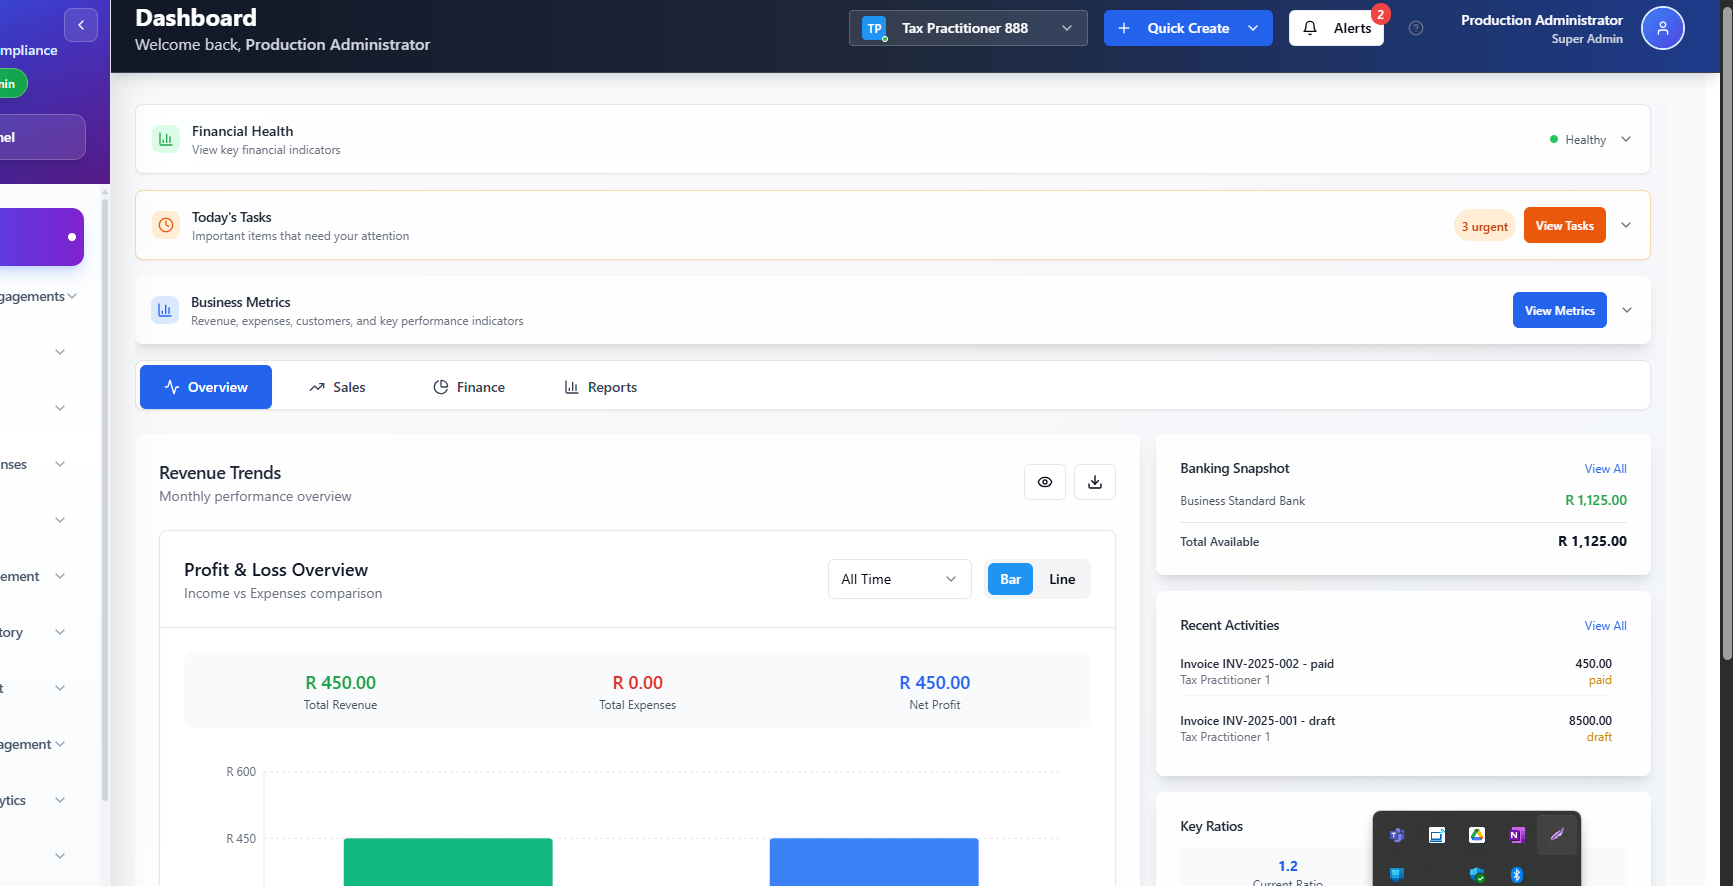 Dashboard
Welcome back, Production Administrator
TP Tax Practitioner 888
Quick Create
Alerts
2
Production Administrator
Super Admin
mpliance
min
nel
gagements
nses
ement
tory
t
agement
ytics
Financial Health
View key financial indicators
Healthy
Today's Tasks
Important items that need your attention
3 urgent
View Tasks
Business Metrics
Revenue, expenses, customers, and key performance indicators
View Metrics
Overview
Sales
Finance
Reports
Revenue Trends
Monthly performance overview
Profit & Loss Overview
Income vs Expenses comparison
All Time
Bar
Line
R 450.00
Total Revenue
R 0.00
Total Expenses
R 450.00
Net Profit
R 600
R 450
Banking Snapshot
View All
Business Standard Bank
R 1,125.00
Total Available
R 1,125.00
Recent Activities
View All
Invoice INV-2025-002 - paid
450.00
Tax Practitioner 1
paid
Invoice INV-2025-001 - draft
8500.00
Tax Practitioner 1
draft
Key Ratios
1.2
Current Ratio